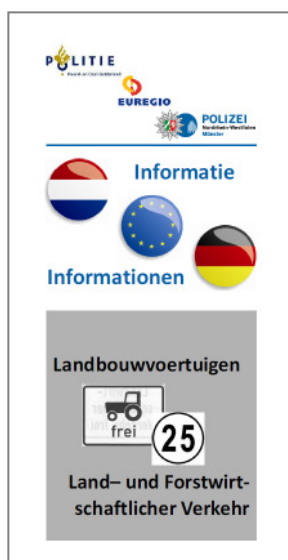 POLITIE
EUREGIO
POLIZEI
Nordrhein-Westfalen
Münster
Informatie
Informationen
Landbouwvoertuigen
frei
25
Land– und Forstwirt-
schaftlicher Verkehr